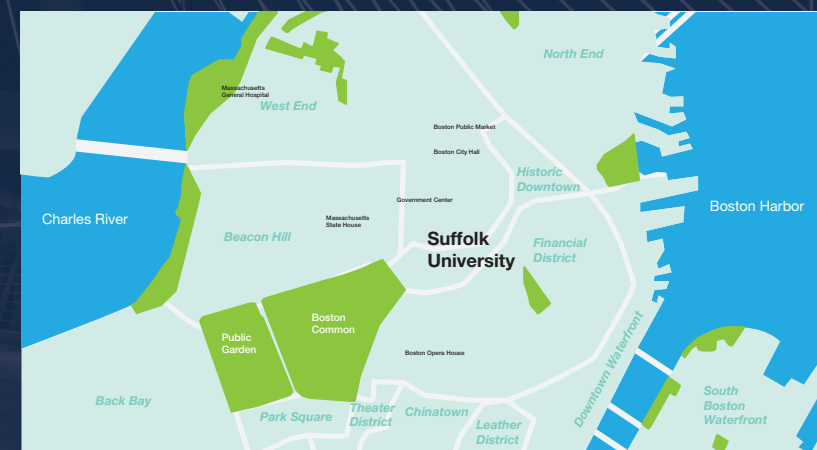 North End
Massachusetts
General Hospital
West End
Boston Public Market
Boston City Hall
Historic
Downtown
Government Center
Boston Harbor
Charles River
Massachusetts
State House
Beacon Hill
Suffolk
University
Financial
District
Boston
Common
Public
Garden
Boston Opera House
Downtown Waterfront
Back Bay
Park Square
Theater
District
Chinatown
Leather
District
South
Boston
Waterfront